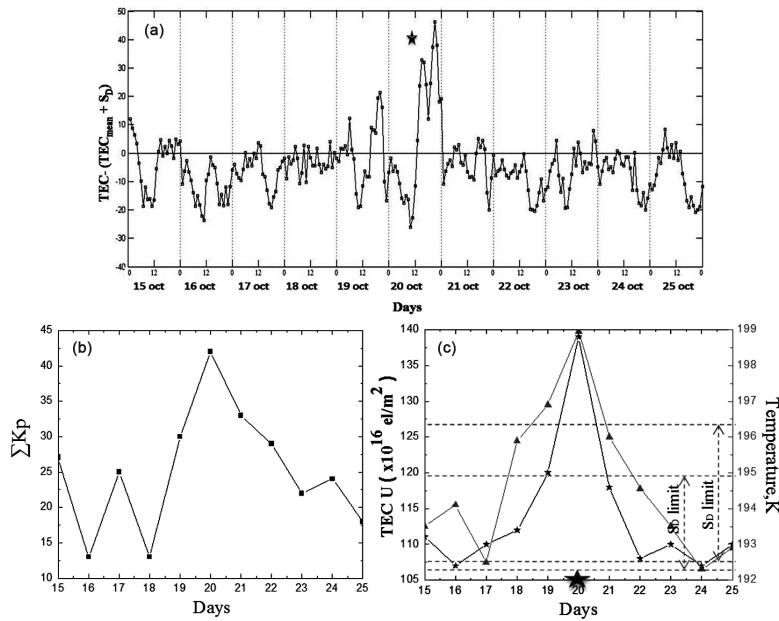 (a)
TEC- (TECmean + SD)
50
40
30
20
10
0
-10
-20
-30
-40
0 12 0 12 0 12 0 12 0 12 0 12 0 12 0 12 0 12 0 12 0 12 0
15 oct 16 oct 17 oct 18 oct 19 oct 20 oct 21 oct 22 oct 23 oct 24 oct 25 oct
Days
(b)
ΣKp
45
40
35
30
25
20
15
10
15 16 17 18 19 20 21 22 23 24 25
Days
(c)
TEC U ( x10^16 el/m^2 )
140
135
130
125
120
115
110
105
199
198
197
196
195
194
193
192
Temperature,K
SD limit
SD limit
15 16 17 18 19 20 21 22 23 24 25
Days